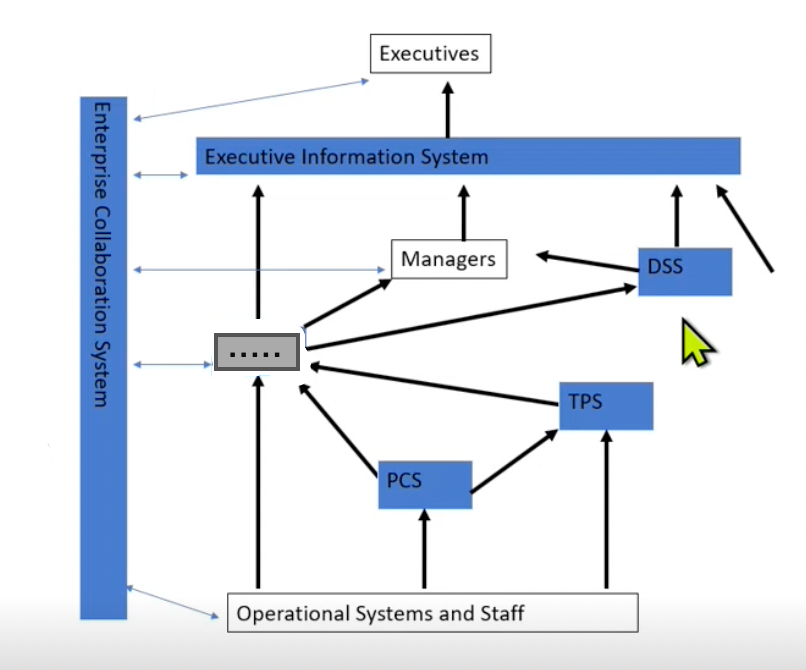 Executives
Enterprise Collaboration System
Executive Information System
Managers
DSS
.....
TPS
PCS
Operational Systems and Staff